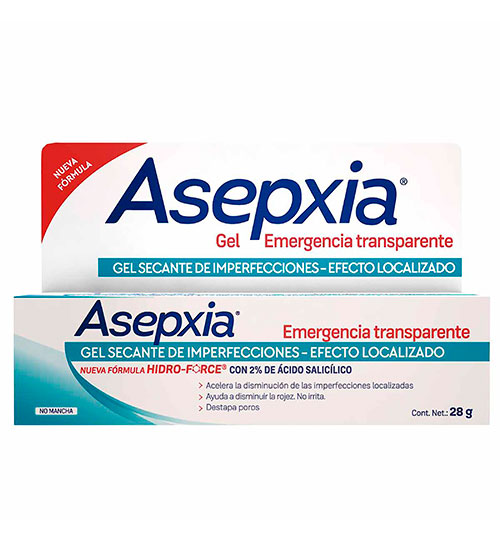 NUEVA
FÓRMULA
Asepxia®
Gel Emergencia transparente
GEL SECANTE DE IMPERFECCIONES - EFECTO LOCALIZADO
Asepxia®
Emergencia transparente
GEL SECANTE DE IMPERFECCIONES - EFECTO LOCALIZADO
NUEVA FÓRMULA HIDRO-FORCE® CON 2% DE ÁCIDO SALICÍLICO
> Acelera la disminución de las imperfecciones localizadas
> Ayuda a disminuir la rojez. No irrita.
> Destapa poros
NO MANCHA
Cont. Net.: 28 g